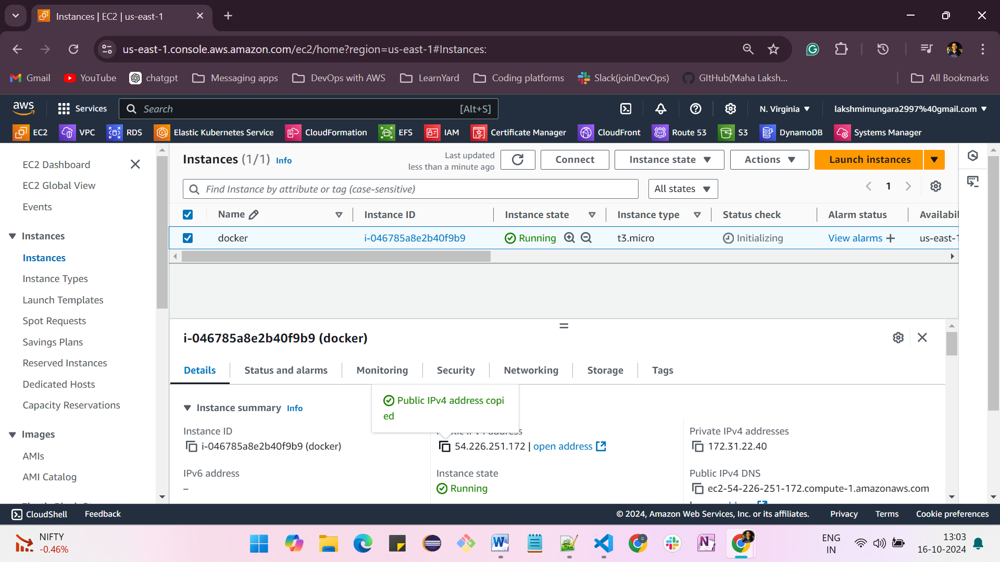 Instances | EC2 | us-east-1
us-east-1.console.aws.amazon.com/ec2/home?region=us-east-1#Instances:
Gmail YouTube chatgpt Messaging apps DevOps with AWS LearnYard Coding platforms Slack(joinDevOps) GItHub(Maha Laksh... All Bookmarks
aws Services Search [Alt+S] N. Virginia lakshmimungara2997%40gmail.com
EC2 VPC RDS Elastic Kubernetes Service CloudFormation EFS IAM Certificate Manager CloudFront Route 53 S3 DynamoDB Systems Manager
EC2 Dashboard
EC2 Global View
Events
Instances
Instances
Instance Types
Launch Templates
Spot Requests
Savings Plans
Reserved Instances
Dedicated Hosts
Capacity Reservations
Images
AMIs
AMI Catalog
Instances (1/1) Info
Last updated
less than a minute ago
Connect Instance state Actions Launch instances
Find Instance by attribute or tag (case-sensitive) All states 1
Name Instance ID Instance state Instance type Status check Alarm status Availabil
docker i-046785a8e2b40f9b9 Running t3.micro Initializing View alarms us-east-1
i-046785a8e2b40f9b9 (docker)
Details Status and alarms Monitoring Security Networking Storage Tags
Public IPv4 address copi
ed
Instance summary Info
Instance ID
i-046785a8e2b40f9b9 (docker)
54.226.251.172 | open address
Private IPv4 addresses
172.31.22.40
IPv6 address
–
Instance state
Running
Public IPv4 DNS
ec2-54-226-251-172.compute-1.amazonaws.com
CloudShell Feedback © 2024, Amazon Web Services, Inc. or its affiliates. Privacy Terms Cookie preferences
NIFTY
-0.46%
ENG
IN
13:03
16-10-2024